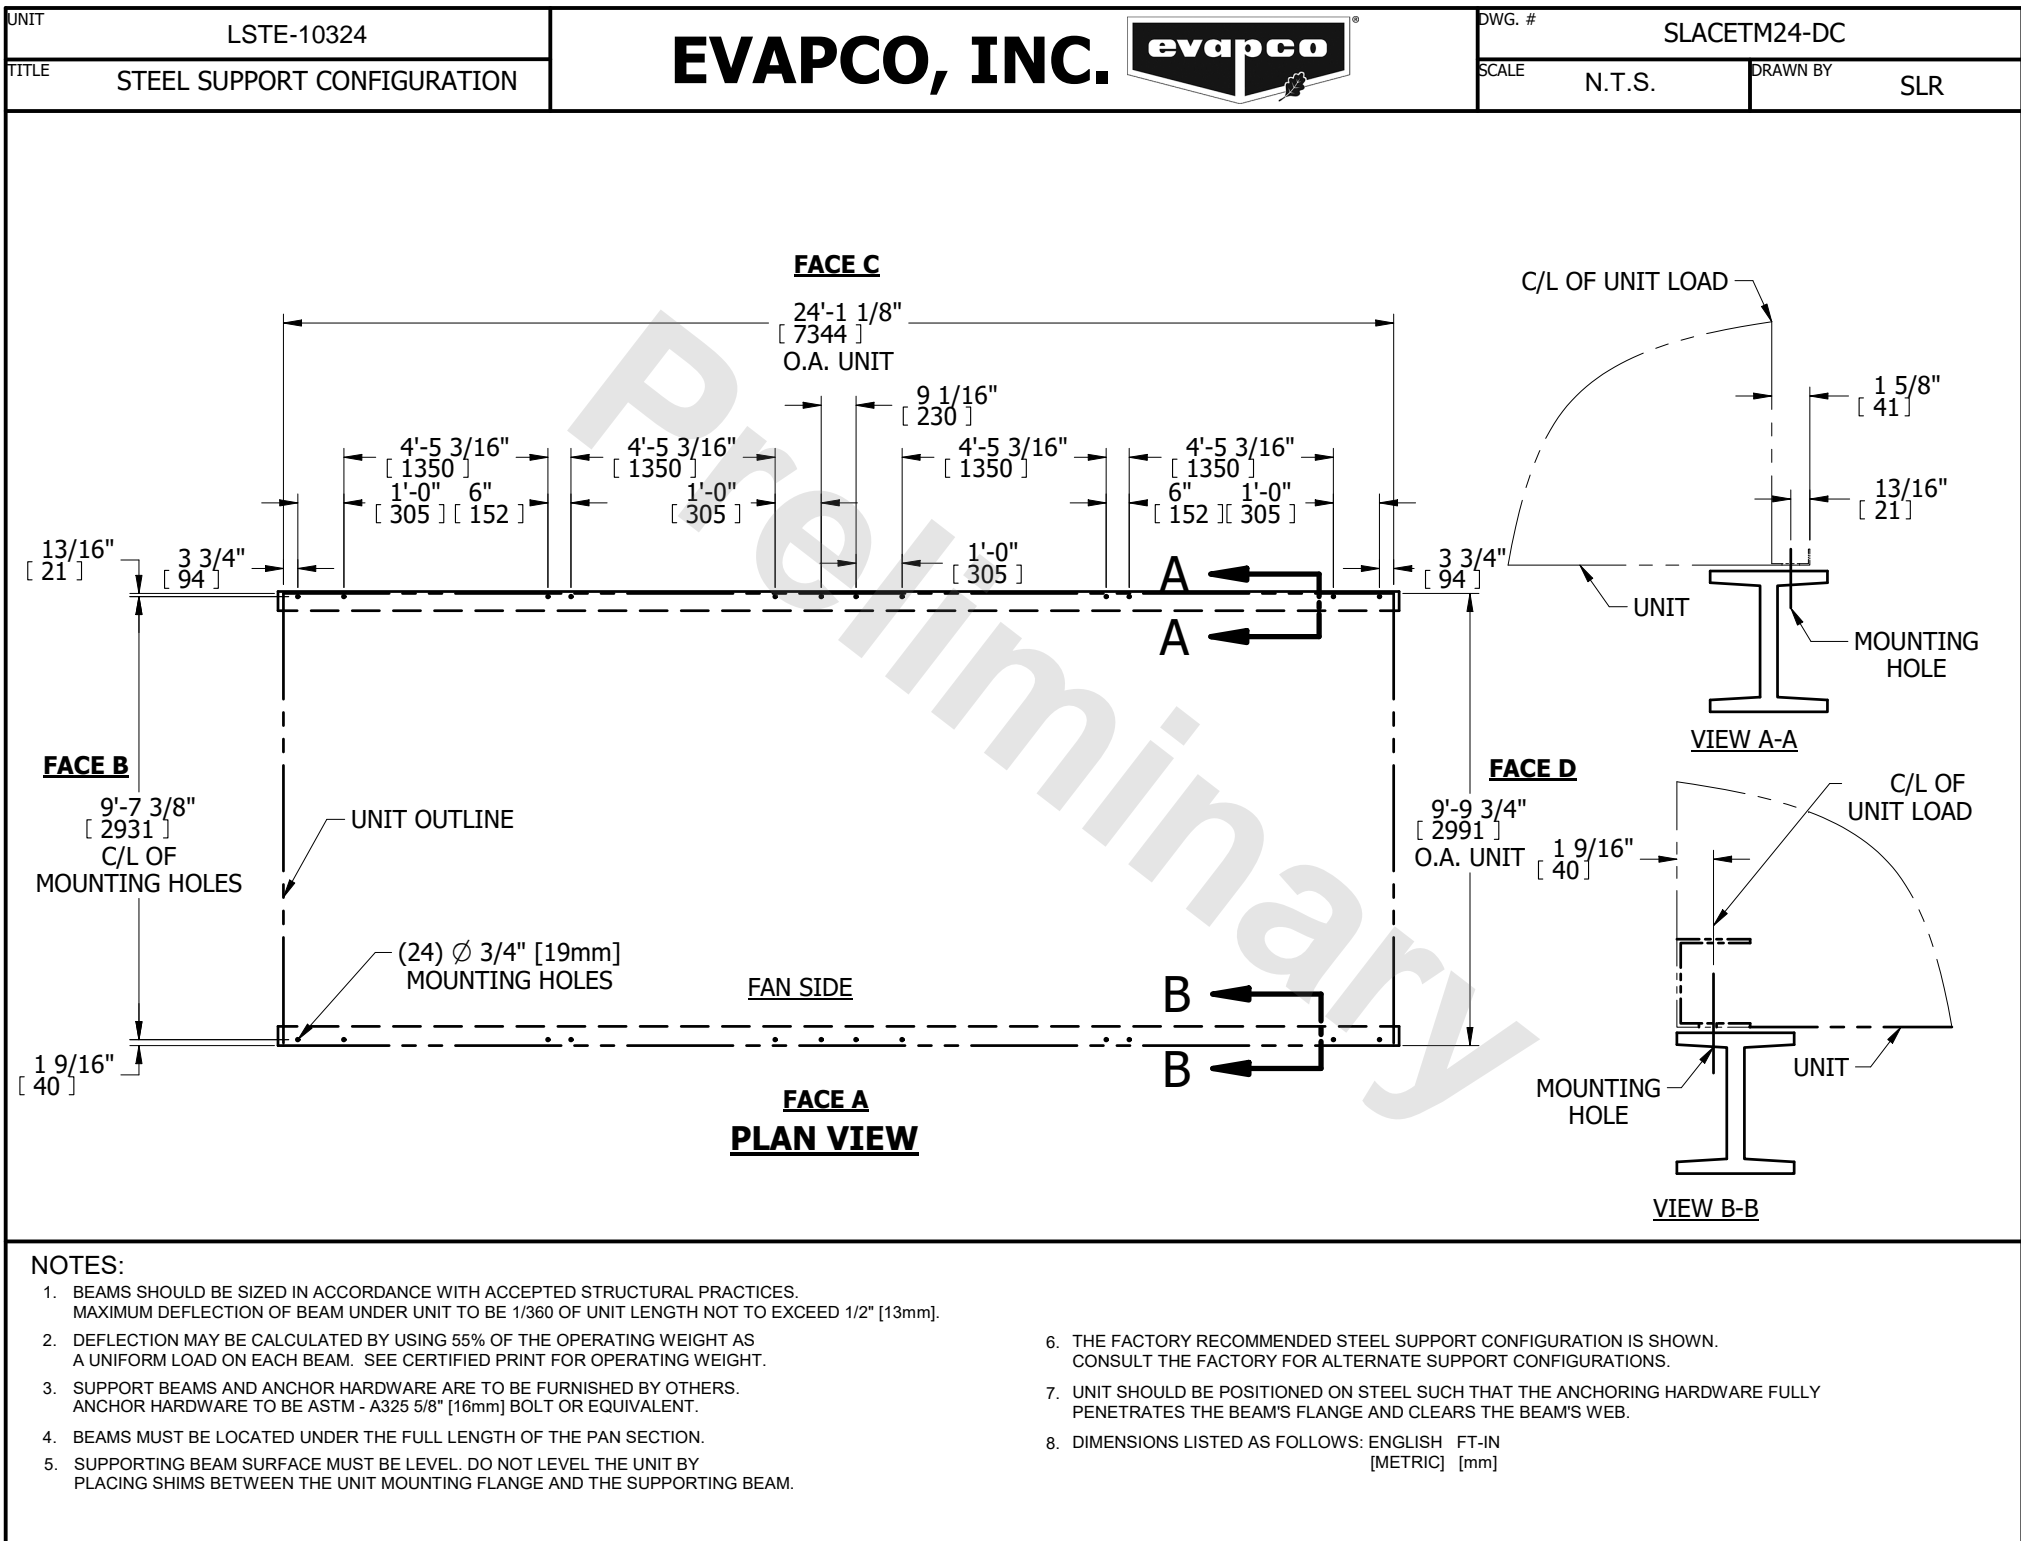 UNIT
LSTE-10324
TITLE
STEEL SUPPORT CONFIGURATION
EVAPCO, INC.
evapco
®
DWG. #
SLACETM24-DC
SCALE
N.T.S.
DRAWN BY
SLR
FACE C
24'-1 1/8"
[ 7344 ]
O.A. UNIT
9 1/16"
[ 230 ]
4'-5 3/16"
[ 1350 ]
4'-5 3/16"
[ 1350 ]
4'-5 3/16"
[ 1350 ]
4'-5 3/16"
[ 1350 ]
1'-0"
[ 305 ]
6"
[ 152 ]
1'-0"
[ 305 ]
6"
[ 152 ]
1'-0"
[ 305 ]
13/16"
[ 21 ]
3 3/4"
[ 94 ]
1'-0"
[ 305 ]
3 3/4"
[ 94 ]
A
A
FACE B
9'-7 3/8"
[ 2931 ]
C/L OF
MOUNTING HOLES
UNIT OUTLINE
(24) Ø 3/4" [19mm]
MOUNTING HOLES
FAN SIDE
B
B
1 9/16"
[ 40 ]
FACE D
9'-9 3/4"
[ 2991 ]
O.A. UNIT
FACE A
PLAN VIEW
C/L OF UNIT LOAD
1 5/8"
[ 41 ]
13/16"
[ 21 ]
UNIT
MOUNTING
HOLE
VIEW A-A
C/L OF
UNIT LOAD
1 9/16"
[ 40 ]
UNIT
MOUNTING
HOLE
VIEW B-B
Preliminary
NOTES:
1. BEAMS SHOULD BE SIZED IN ACCORDANCE WITH ACCEPTED STRUCTURAL PRACTICES.
MAXIMUM DEFLECTION OF BEAM UNDER UNIT TO BE 1/360 OF UNIT LENGTH NOT TO EXCEED 1/2" [13mm].
2. DEFLECTION MAY BE CALCULATED BY USING 55% OF THE OPERATING WEIGHT AS
A UNIFORM LOAD ON EACH BEAM. SEE CERTIFIED PRINT FOR OPERATING WEIGHT.
3. SUPPORT BEAMS AND ANCHOR HARDWARE ARE TO BE FURNISHED BY OTHERS.
ANCHOR HARDWARE TO BE ASTM - A325 5/8" [16mm] BOLT OR EQUIVALENT.
4. BEAMS MUST BE LOCATED UNDER THE FULL LENGTH OF THE PAN SECTION.
5. SUPPORTING BEAM SURFACE MUST BE LEVEL. DO NOT LEVEL THE UNIT BY
PLACING SHIMS BETWEEN THE UNIT MOUNTING FLANGE AND THE SUPPORTING BEAM.
6. THE FACTORY RECOMMENDED STEEL SUPPORT CONFIGURATION IS SHOWN.
CONSULT THE FACTORY FOR ALTERNATE SUPPORT CONFIGURATIONS.
7. UNIT SHOULD BE POSITIONED ON STEEL SUCH THAT THE ANCHORING HARDWARE FULLY
PENETRATES THE BEAM'S FLANGE AND CLEARS THE BEAM'S WEB.
8. DIMENSIONS LISTED AS FOLLOWS: ENGLISH FT-IN
[METRIC] [mm]